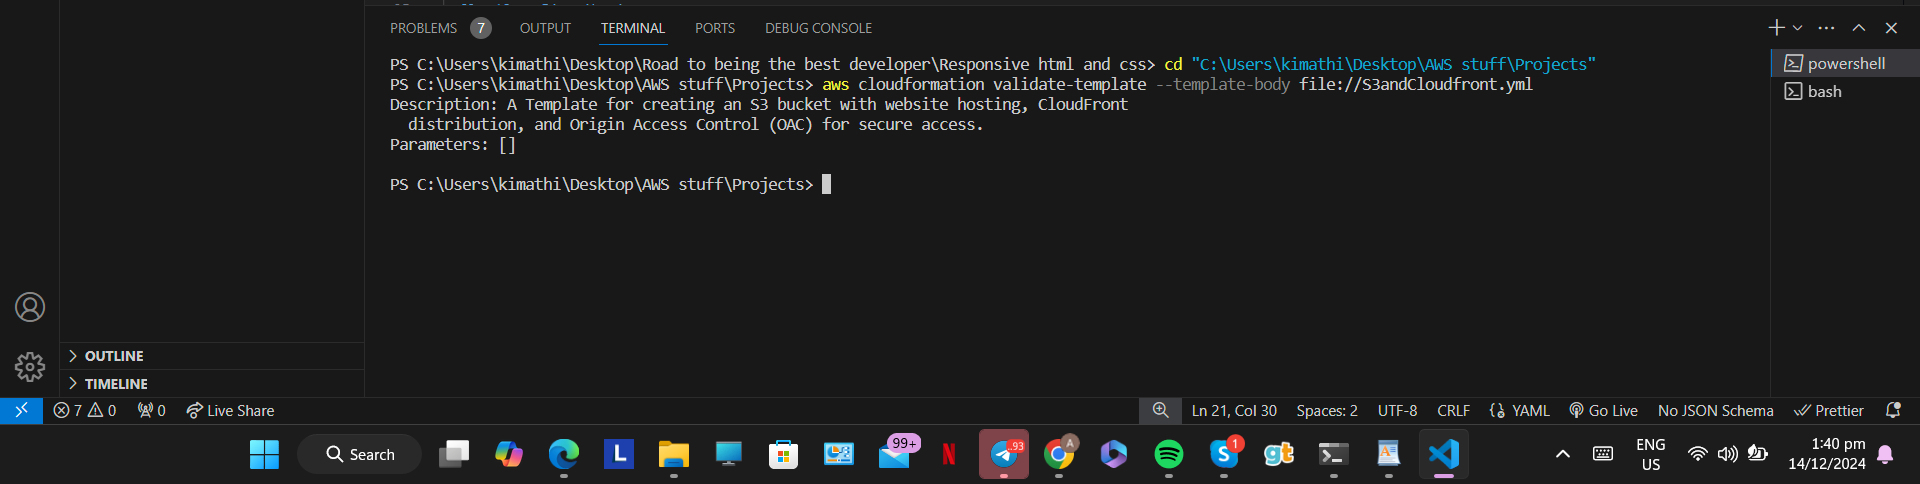 PROBLEMS 7 OUTPUT TERMINAL PORTS DEBUG CONSOLE
PS C:\Users\kimathi\Desktop\Road to being the best developer\Responsive html and css> cd "C:\Users\kimathi\Desktop\AWS stuff\Projects"
PS C:\Users\kimathi\Desktop\AWS stuff\Projects> aws cloudformation validate-template --template-body file://S3andCloudfront.yml
Description: A Template for creating an S3 bucket with website hosting, CloudFront
distribution, and Origin Access Control (OAC) for secure access.
Parameters: []
PS C:\Users\kimathi\Desktop\AWS stuff\Projects>
powershell
bash
OUTLINE
TIMELINE
7 0 0 Live Share Ln 21, Col 30 Spaces: 2 UTF-8 CRLF YAML Go Live No JSON Schema Prettier
Search
L
99+
N
..93
A
S 1
gt
A
ENG
US
1:40 pm
14/12/2024